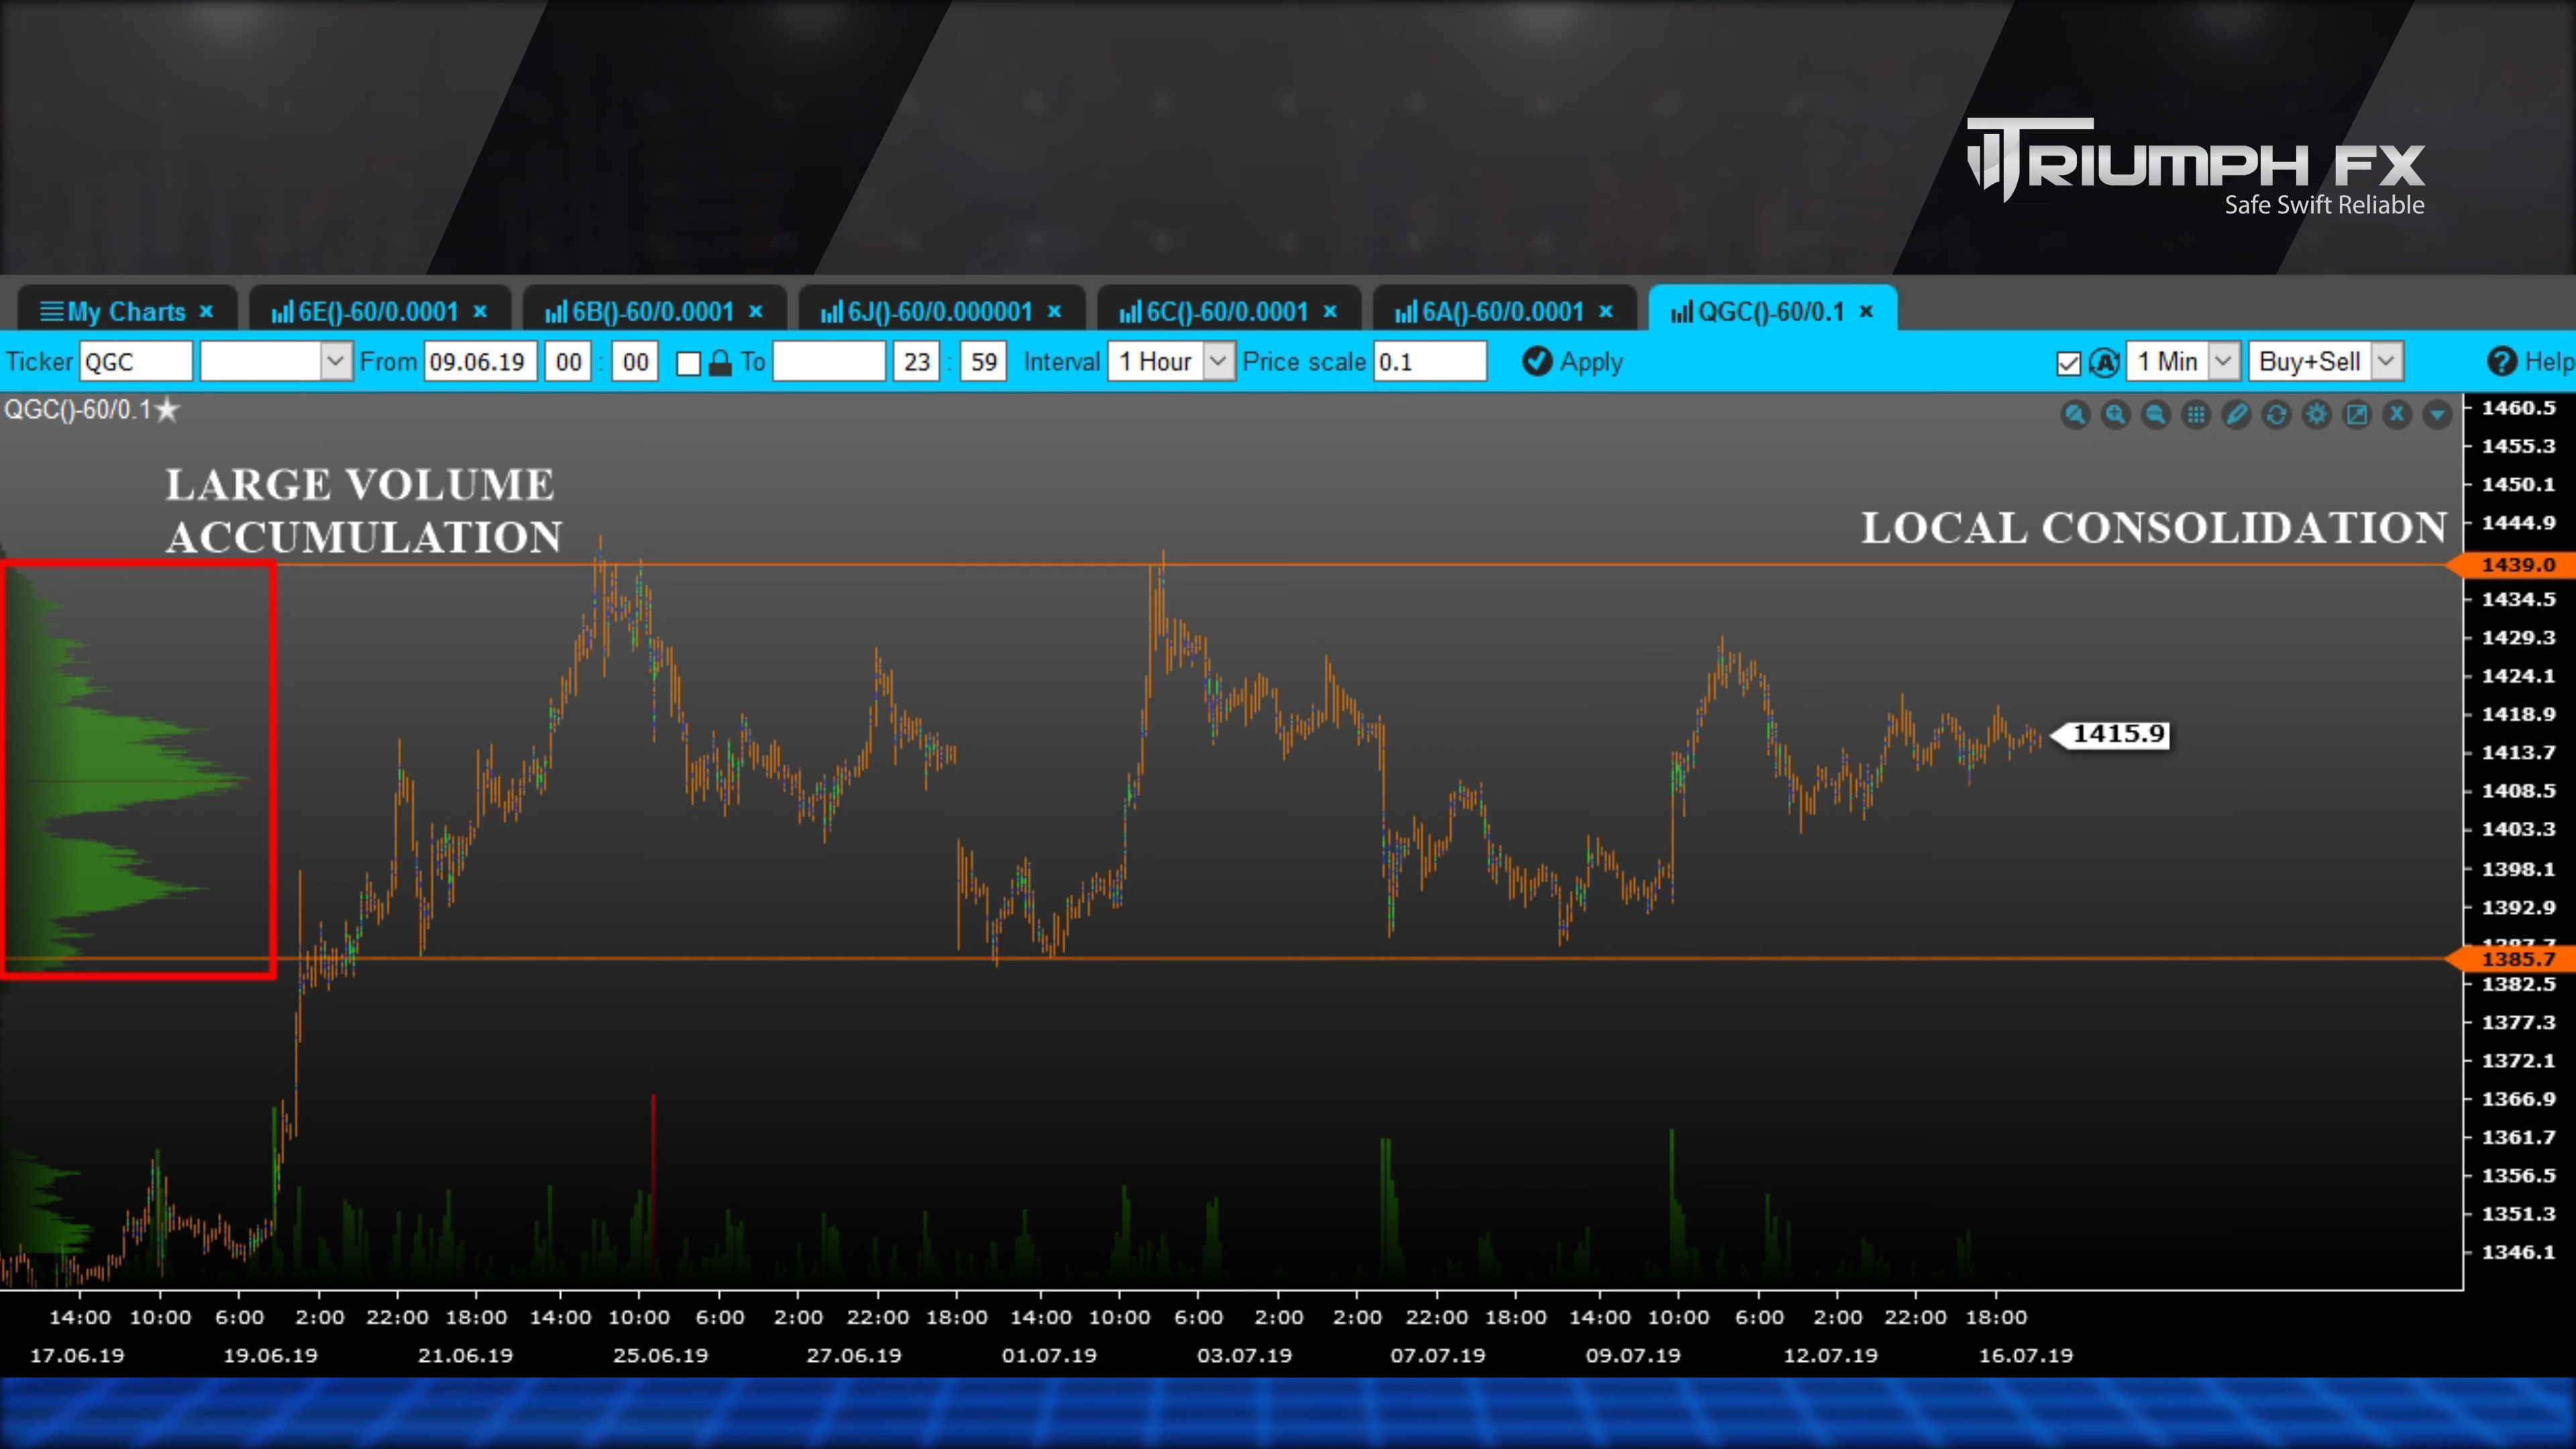 TRIUMPH FX
Safe Swift Reliable
My Charts x 6E()-60/0.0001 x 6B()-60/0.0001 x 6J()-60/0.000001 x 6C()-60/0.0001 x 6A()-60/0.0001 x QGC()-60/0.1 x
Ticker QGC From 09.06.19 00 : 00 To 23 : 59 Interval 1 Hour Price scale 0.1 Apply A 1 Min Buy+Sell ? Help
QGC()-60/0.1★
LARGE VOLUME
ACCUMULATION
LOCAL CONSOLIDATION
1460.5
1455.3
1450.1
1444.9
1439.0
1434.5
1429.3
1424.1
1418.9
1415.9
1413.7
1408.5
1403.3
1398.1
1392.9
1387.7
1385.7
1382.5
1377.3
1372.1
1366.9
1361.7
1356.5
1351.3
1346.1
14:00 10:00 6:00 2:00 22:00 18:00 14:00 10:00 6:00 2:00 22:00 18:00 14:00 10:00 6:00 2:00 2:00 22:00 18:00 14:00 10:00 6:00 2:00 22:00 18:00
17.06.19 19.06.19 21.06.19 25.06.19 27.06.19 01.07.19 03.07.19 07.07.19 09.07.19 12.07.19 16.07.19